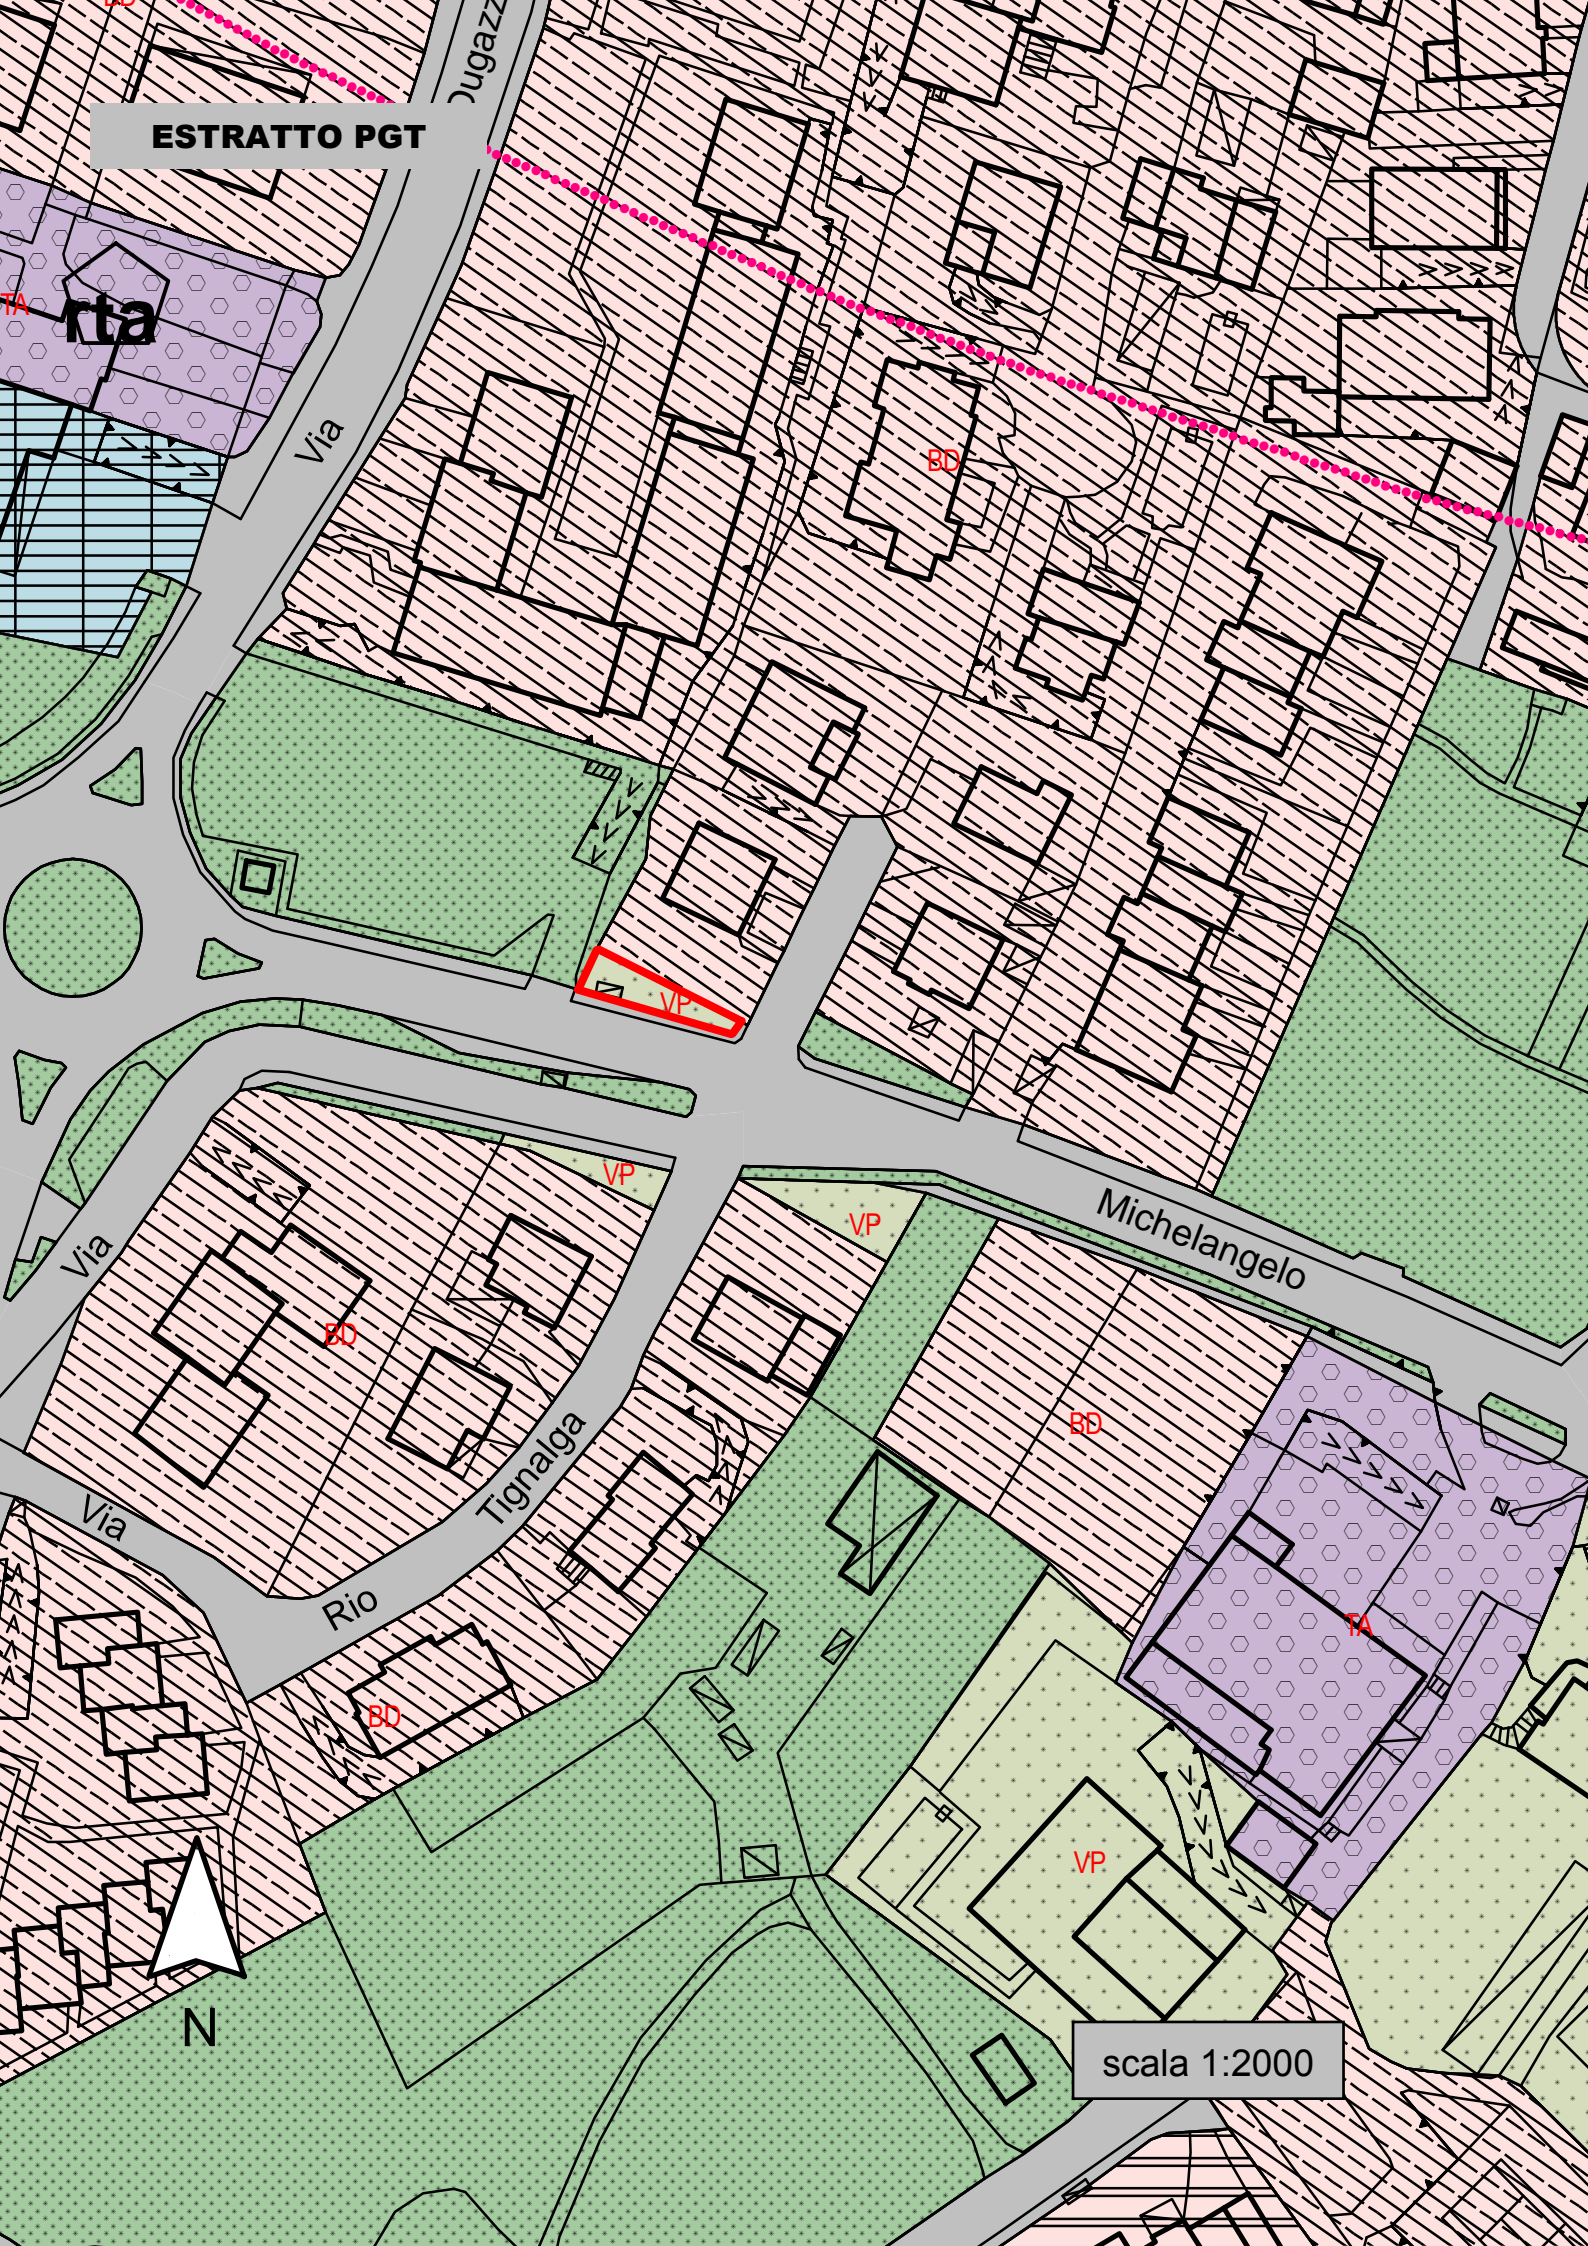 BD
Dugazz
ESTRATTO PGT
TA
rta
Via
BD
VP
VP
VP
Michelangelo
Via
BD
BD
Tignalga
Via
Rio
TA
BD
VP
N
scala 1:2000